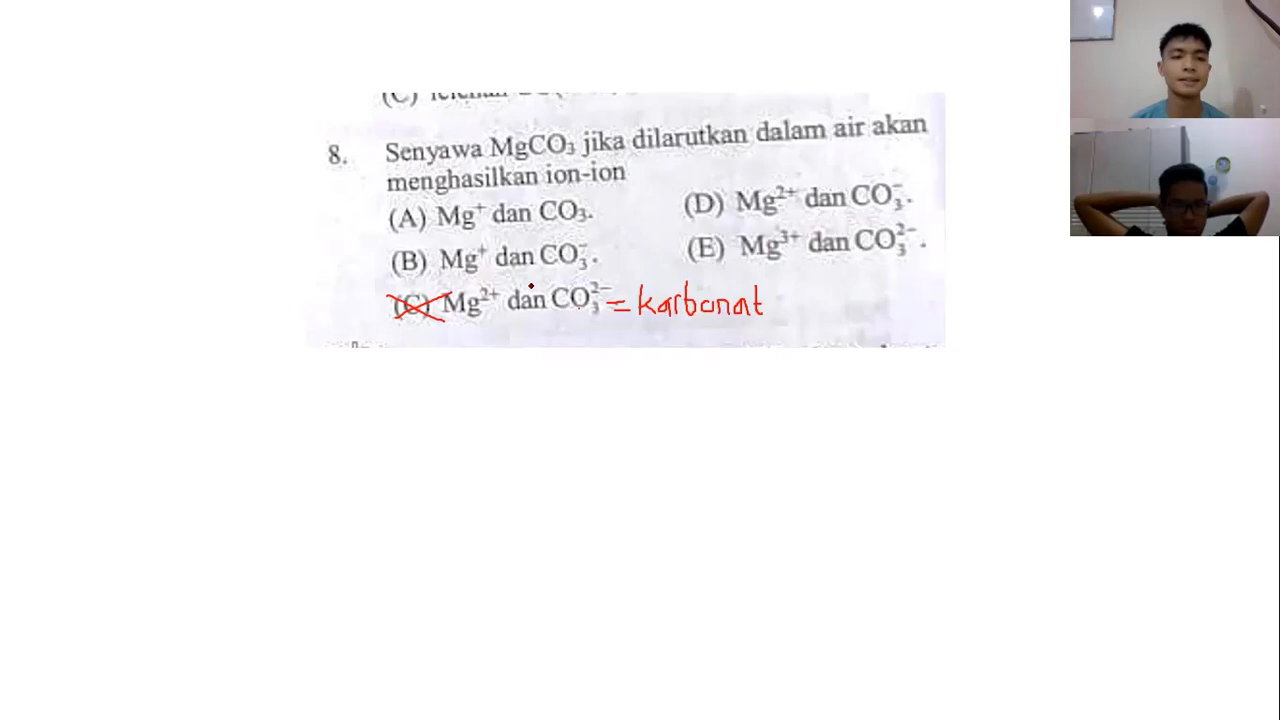 (C)
8. Senyawa MgCO₃ jika dilarutkan dalam air akan
menghasilkan ion-ion
(A) Mg⁺ dan CO₃.
(B) Mg⁺ dan CO₃⁻.
(C) Mg²⁺ dan CO₃²⁻ = karbonat
(D) Mg²⁺ dan CO₃⁻.
(E) Mg³⁺ dan CO₃²⁻.